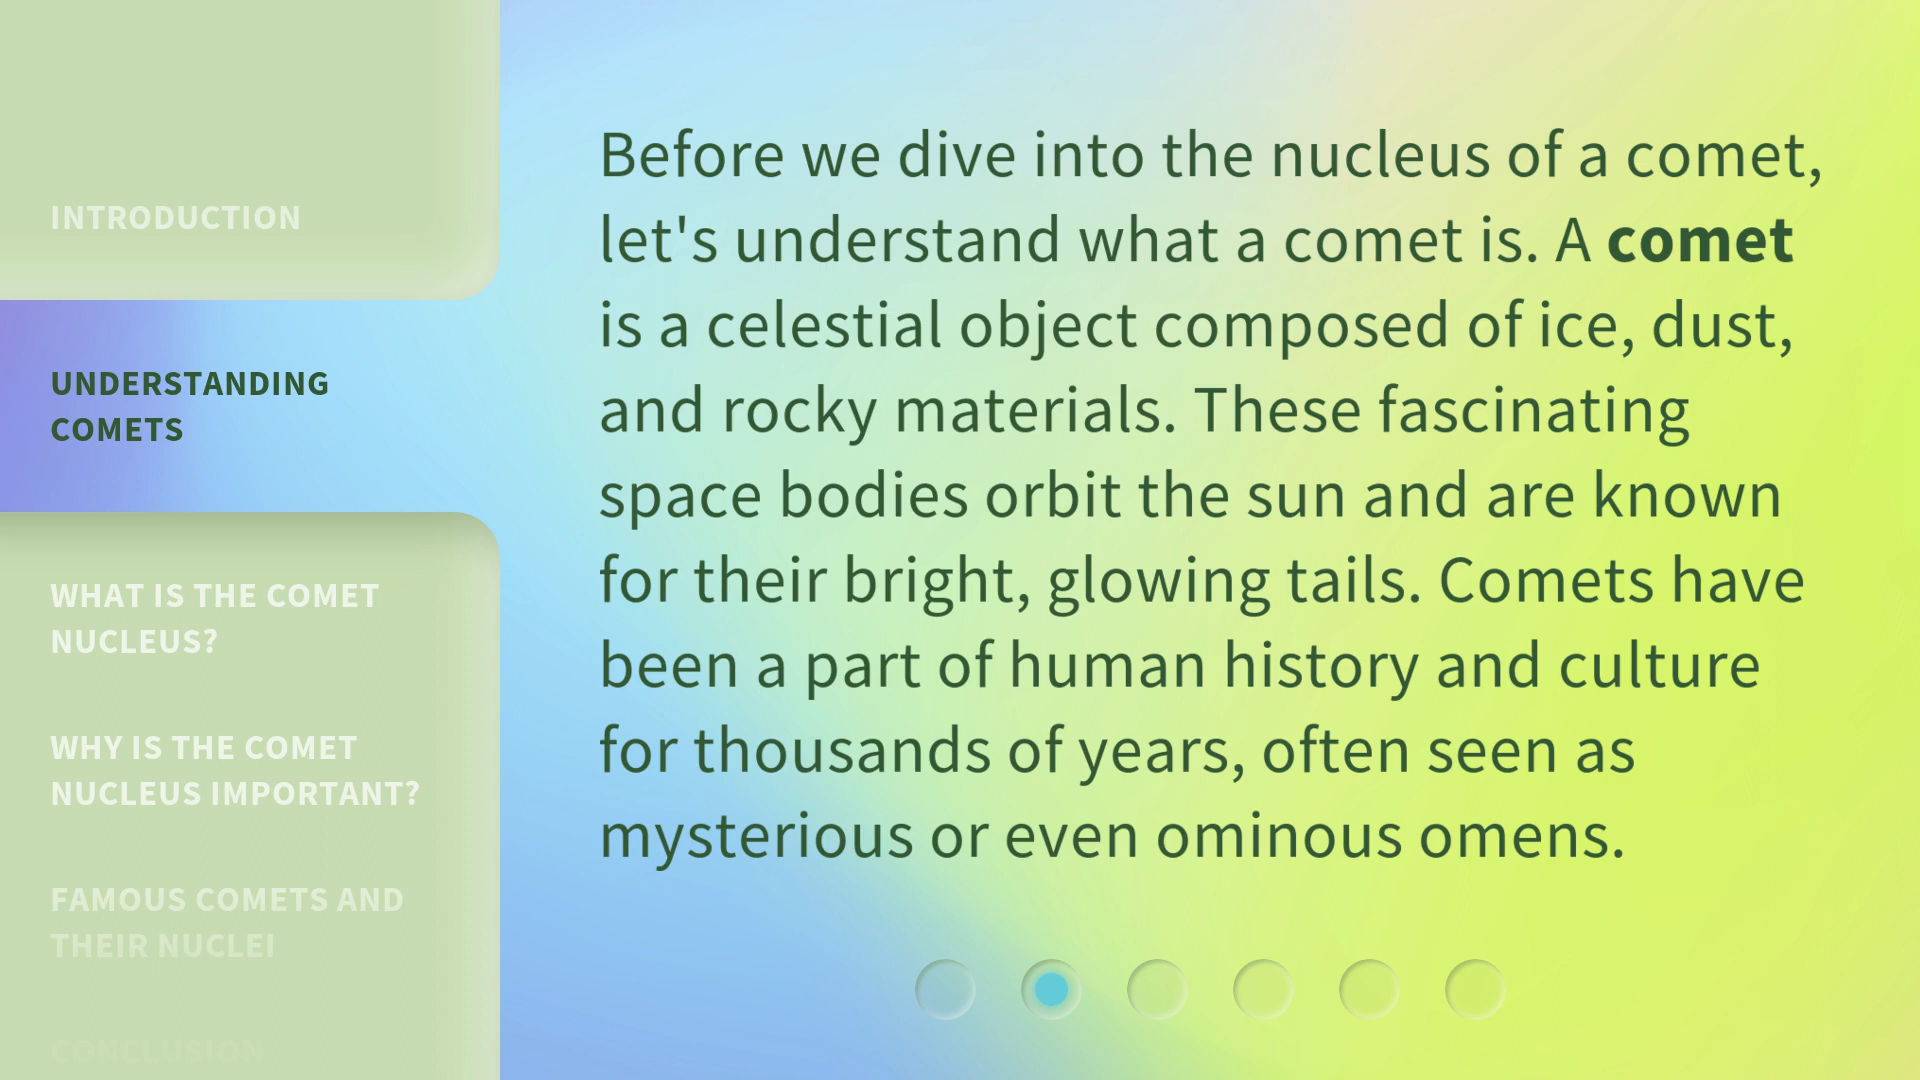 INTRODUCTION
UNDERSTANDING
COMETS
WHAT IS THE COMET
NUCLEUS?
WHY IS THE COMET
NUCLEUS IMPORTANT?
FAMOUS COMETS AND
THEIR NUCLEI
CONCLUSION
Before we dive into the nucleus of a comet,
let's understand what a comet is. A comet
is a celestial object composed of ice, dust,
and rocky materials. These fascinating
space bodies orbit the sun and are known
for their bright, glowing tails. Comets have
been a part of human history and culture
for thousands of years, often seen as
mysterious or even ominous omens.